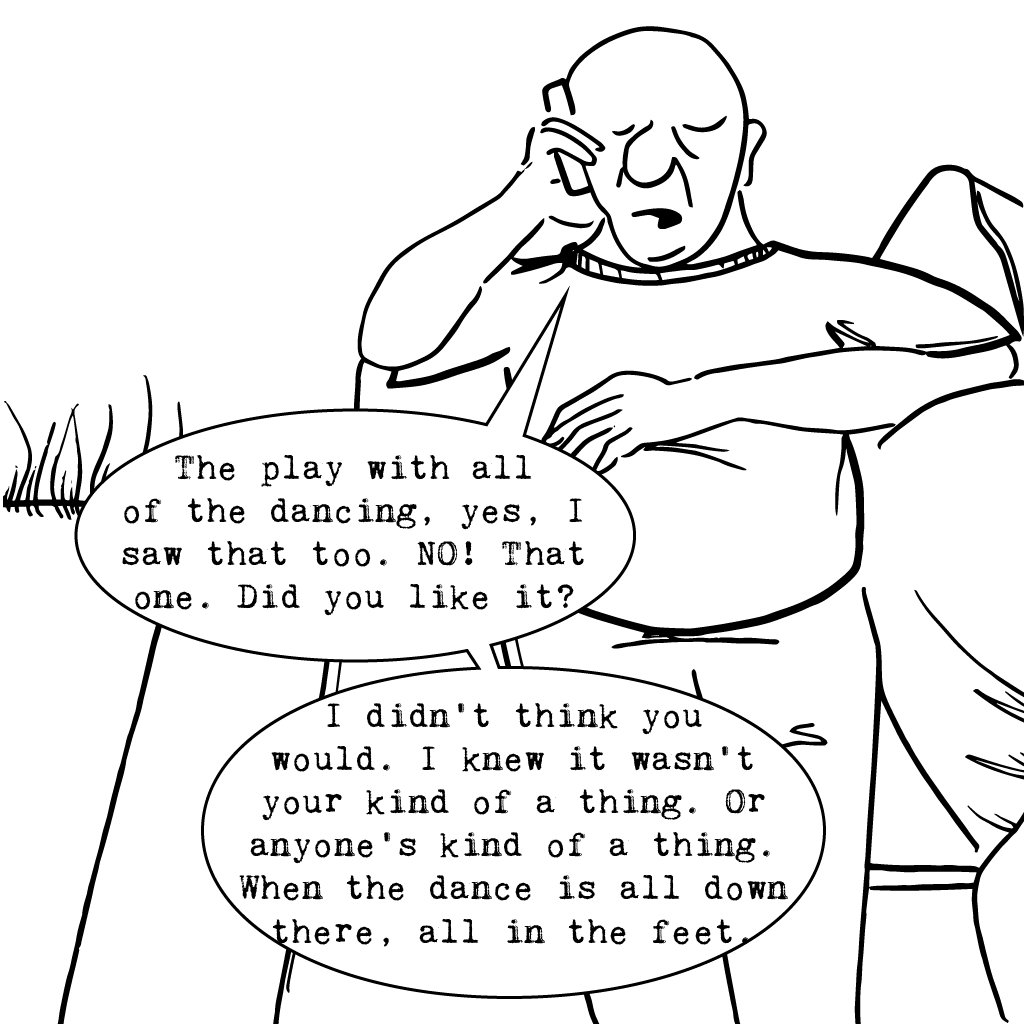 The play with all
of the dancing, yes, I
saw that too. NO! That
one. Did you like it?
I didn't think you
would. I knew it wasn't
your kind of a thing. Or
anyone's kind of a thing.
When the dance is all down
there, all in the feet.